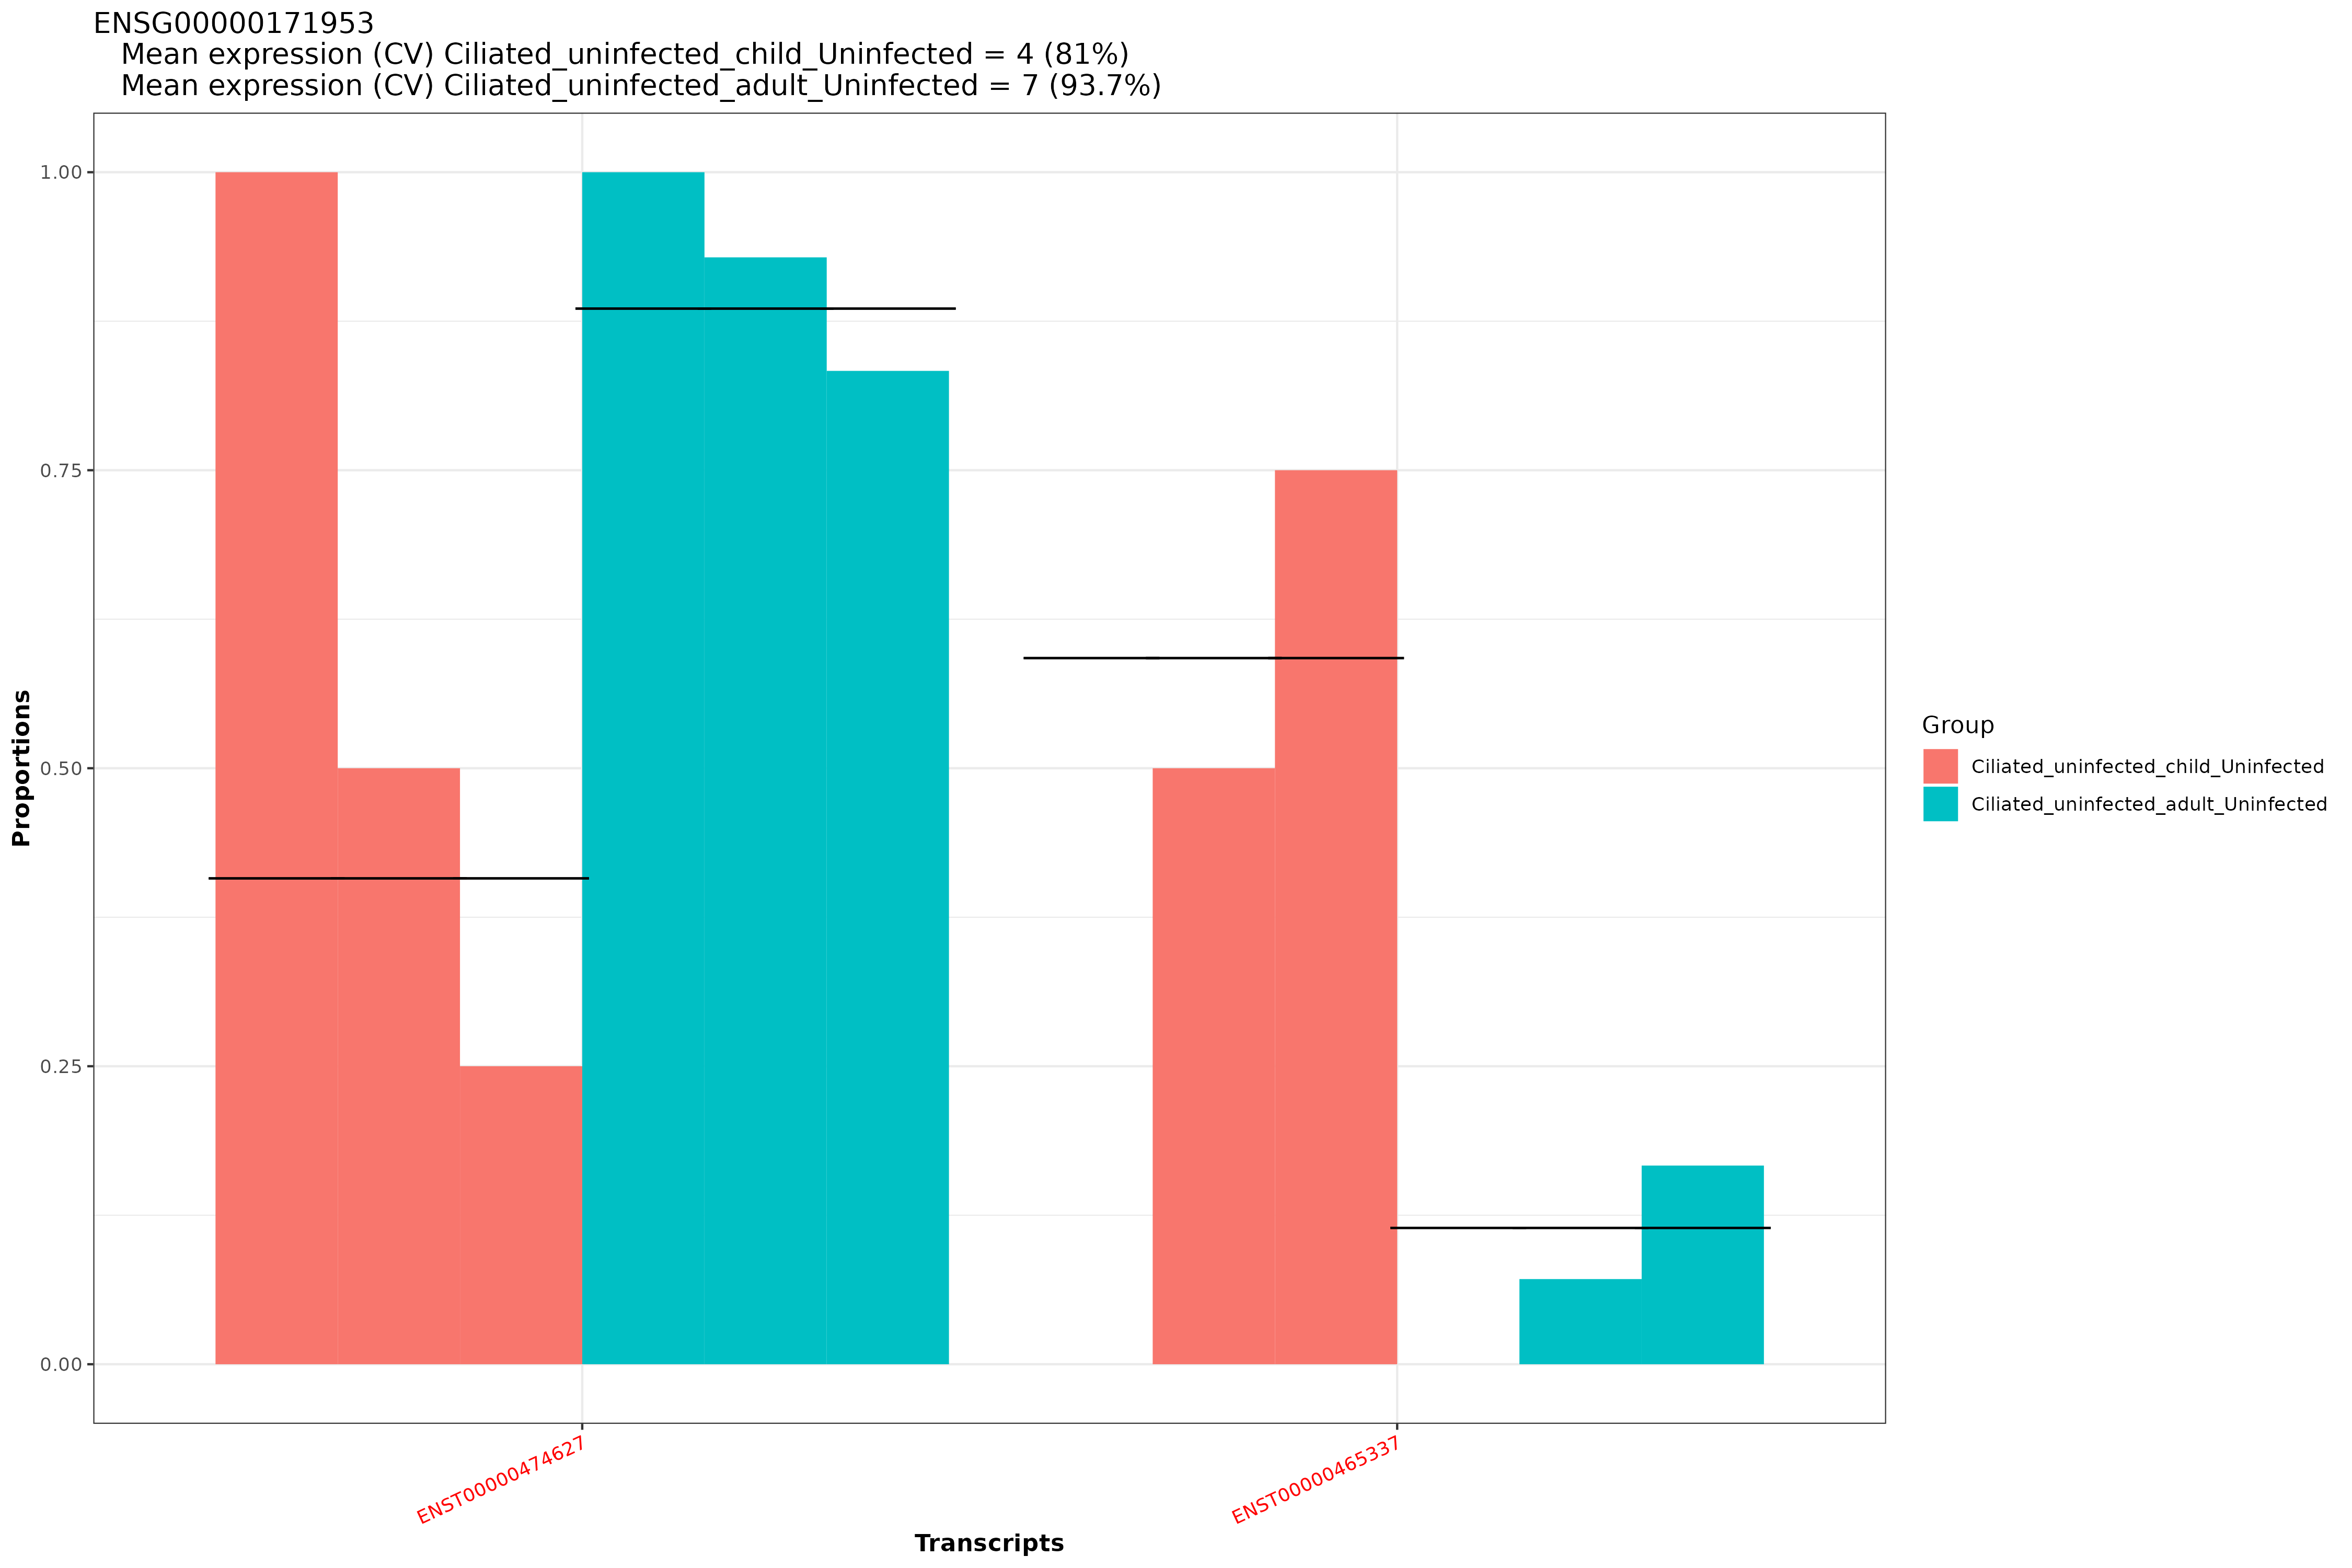 ENSG00000171953
Mean expression (CV) Ciliated_uninfected_child_Uninfected = 4 (81%)
Mean expression (CV) Ciliated_uninfected_adult_Uninfected = 7 (93.7%)
1.00
0.75
0.50
0.25
0.00
Proportions
ENST00000474627
ENST00000465337
Transcripts
Group
Ciliated_uninfected_child_Uninfected
Ciliated_uninfected_adult_Uninfected